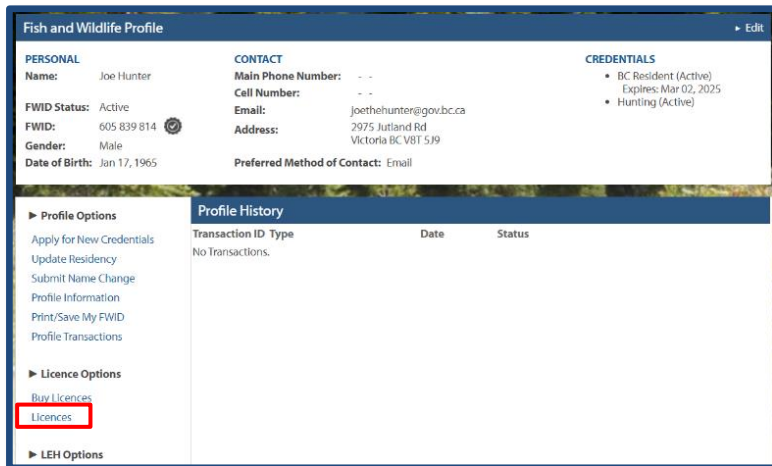 Fish and Wildlife Profile
► Edit
PERSONAL
Name: Joe Hunter
FWID Status: Active
FWID: 605 839 814
Gender: Male
Date of Birth: Jan 17, 1965
CONTACT
Main Phone Number: - -
Cell Number: - -
Email: joethehunter@gov.bc.ca
Address: 2975 Jutland Rd
Victoria BC V8T 5J9
Preferred Method of Contact: Email
CREDENTIALS
• BC Resident (Active)
Expires: Mar 02, 2025
• Hunting (Active)
► Profile Options
Apply for New Credentials
Update Residency
Submit Name Change
Profile Information
Print/Save My FWID
Profile Transactions
► Licence Options
Buy Licences
Licences
► LEH Options
Profile History
Transaction ID Type Date Status
No Transactions.